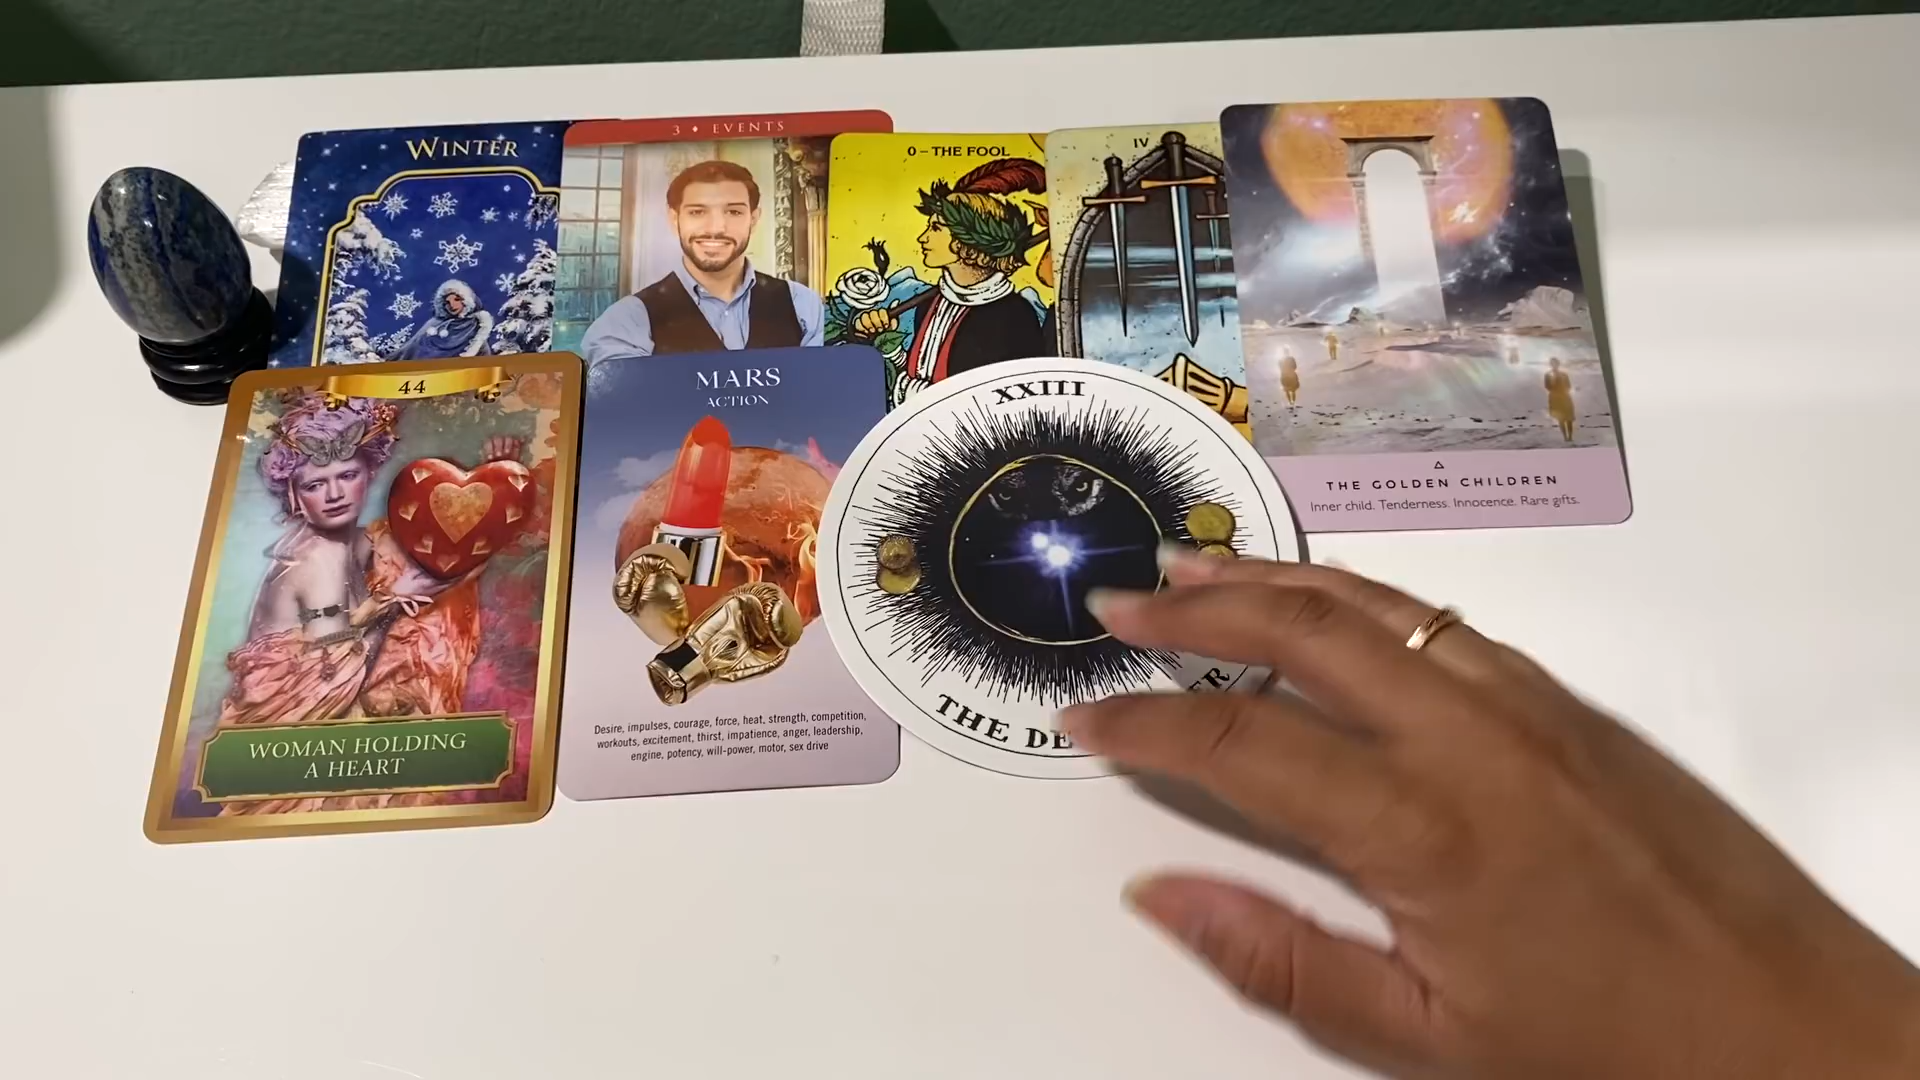 WINTER
3 ♦ EVENTS
0 – THE FOOL
IV
THE GOLDEN CHILDREN
Inner child. Tenderness. Innocence. Rare gifts.
44
WOMAN HOLDING
A HEART
MARS
ACTION
Desire, impulses, courage, force, heat, strength, competition,
workouts, excitement, thirst, impatience, anger, leadership,
engine, potency, will-power, motor, sex drive
XXIII
THE